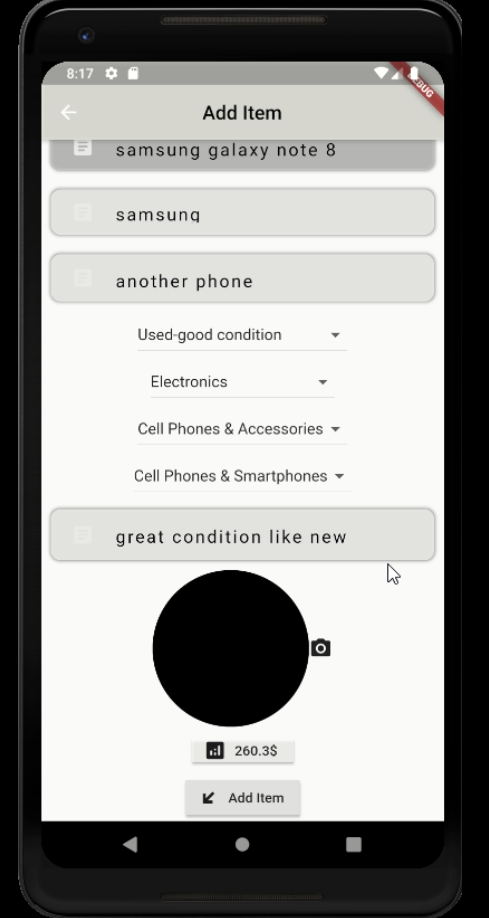 8:17
DEBUG
Add Item
samsung galaxy note 8
samsung
another phone
Used-good condition
Electronics
Cell Phones & Accessories
Cell Phones & Smartphones
great condition like new
260.3$
Add Item